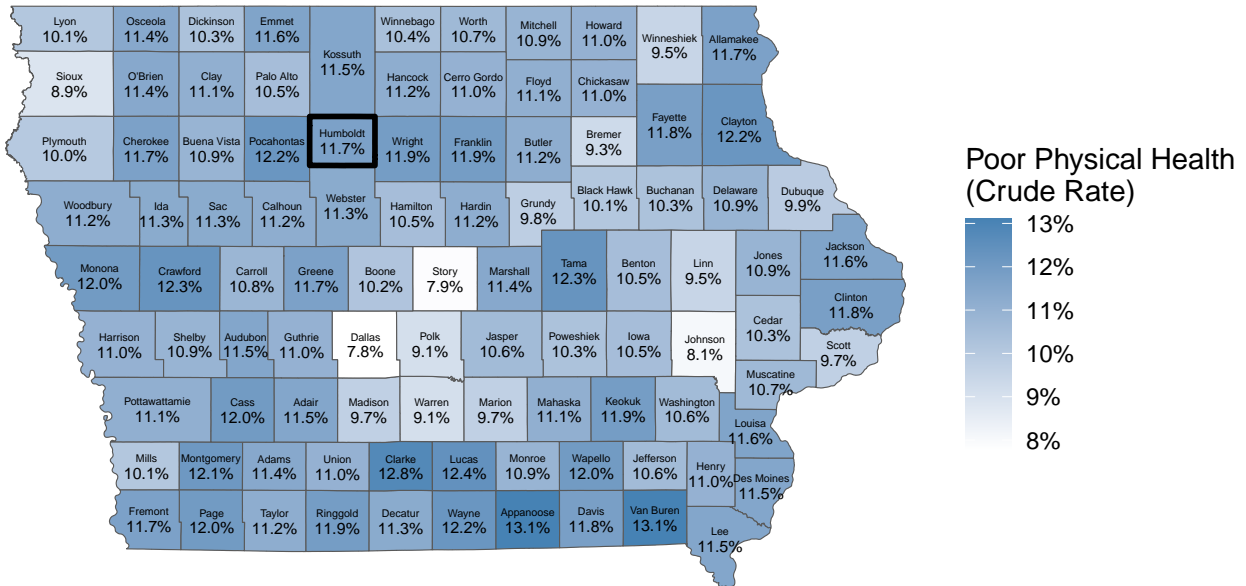 Lyon
10.1%
Osceola
11.4%
Dickinson
10.3%
Emmet
11.6%
Kossuth
11.5%
Winnebago
10.4%
Worth
10.7%
Mitchell
10.9%
Howard
11.0%
Winneshiek
9.5%
Allamakee
11.7%
Sioux
8.9%
O'Brien
11.4%
Clay
11.1%
Palo Alto
10.5%
Hancock
11.2%
Cerro Gordo
11.0%
Floyd
11.1%
Chickasaw
11.0%
Plymouth
10.0%
Cherokee
11.7%
Buena Vista
10.9%
Pocahontas
12.2%
Humboldt
11.7%
Wright
11.9%
Franklin
11.9%
Butler
11.2%
Bremer
9.3%
Fayette
11.8%
Clayton
12.2%
Woodbury
11.2%
Ida
11.3%
Sac
11.3%
Calhoun
11.2%
Webster
11.3%
Hamilton
10.5%
Hardin
11.2%
Grundy
9.8%
Black Hawk
10.1%
Buchanan
10.3%
Delaware
10.9%
Dubuque
9.9%
Monona
12.0%
Crawford
12.3%
Carroll
10.8%
Greene
11.7%
Boone
10.2%
Story
7.9%
Marshall
11.4%
Tama
12.3%
Benton
10.5%
Linn
9.5%
Jones
10.9%
Jackson
11.6%
Clinton
11.8%
Harrison
11.0%
Shelby
10.9%
Audubon
11.5%
Guthrie
11.0%
Dallas
7.8%
Polk
9.1%
Jasper
10.6%
Poweshiek
10.3%
Iowa
10.5%
Johnson
8.1%
Cedar
10.3%
Scott
9.7%
Muscatine
10.7%
Pottawattamie
11.1%
Cass
12.0%
Adair
11.5%
Madison
9.7%
Warren
9.1%
Marion
9.7%
Mahaska
11.1%
Keokuk
11.9%
Washington
10.6%
Louisa
11.6%
Mills
10.1%
Montgomery
12.1%
Adams
11.4%
Union
11.0%
Clarke
12.8%
Lucas
12.4%
Monroe
10.9%
Wapello
12.0%
Jefferson
10.6%
Henry
11.0%
Des Moines
11.5%
Fremont
11.7%
Page
12.0%
Taylor
11.2%
Ringgold
11.9%
Decatur
11.3%
Wayne
12.2%
Appanoose
13.1%
Davis
11.8%
Van Buren
13.1%
Lee
11.5%
Poor Physical Health
(Crude Rate)
13%
12%
11%
10%
9%
8%